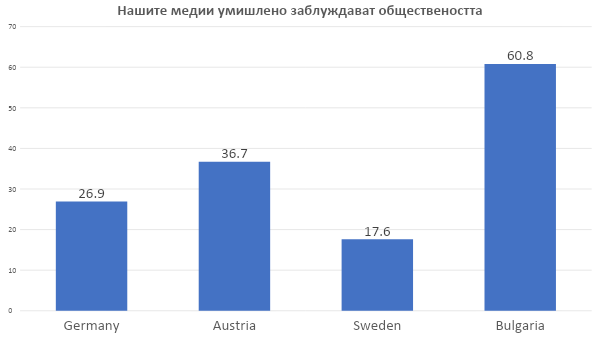 Нашите медии умишлено заблуждават обществеността
70
60
50
40
30
20
10
0
26.9
36.7
17.6
60.8
Germany
Austria
Sweden
Bulgaria